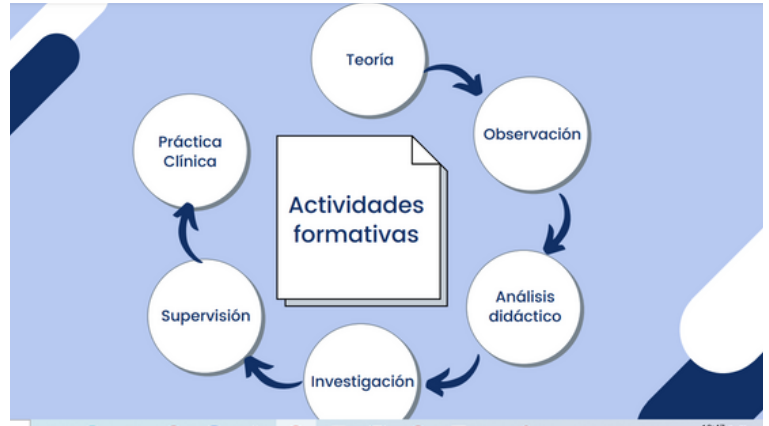 Teoría
Observación
Análisis
didáctico
Investigación
Supervisión
Práctica
Clínica
Actividades
formativas